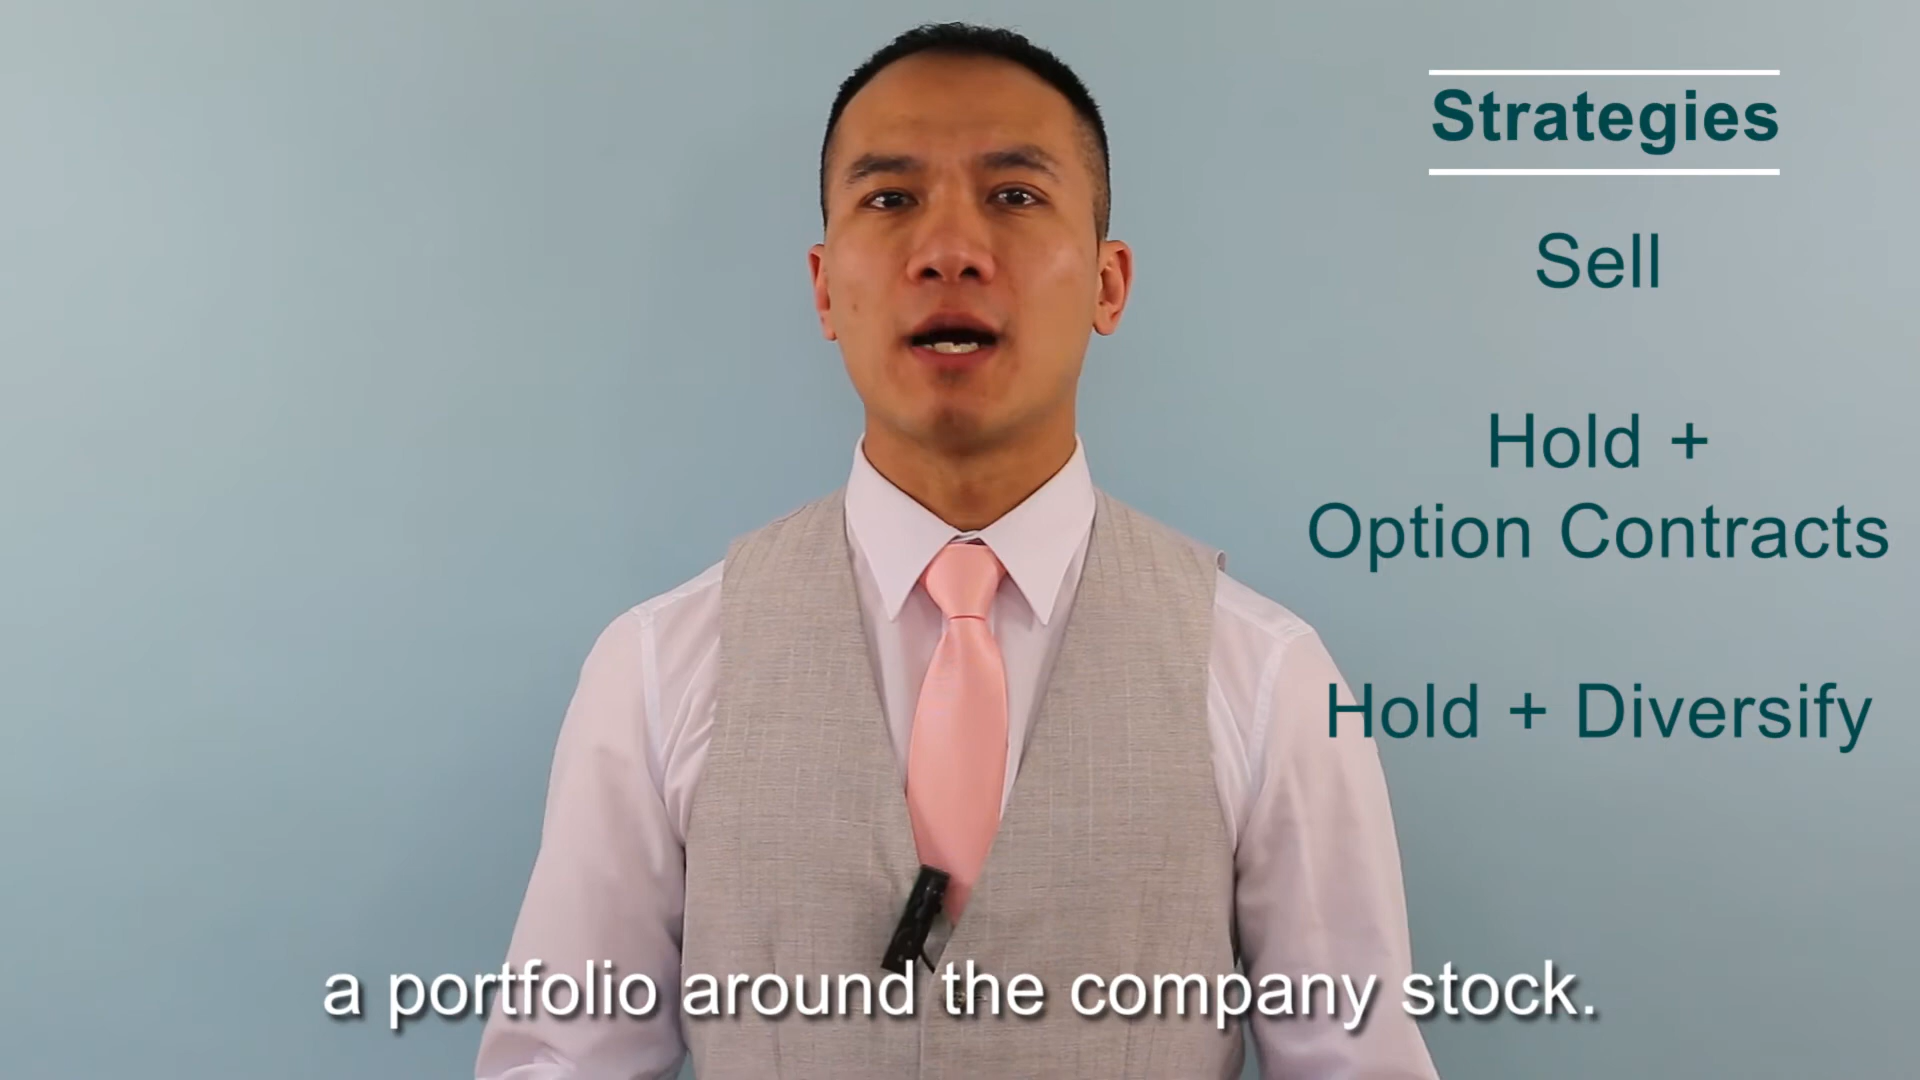 Strategies
Sell
Hold +
Option Contracts
Hold + Diversify
a portfolio around the company stock.